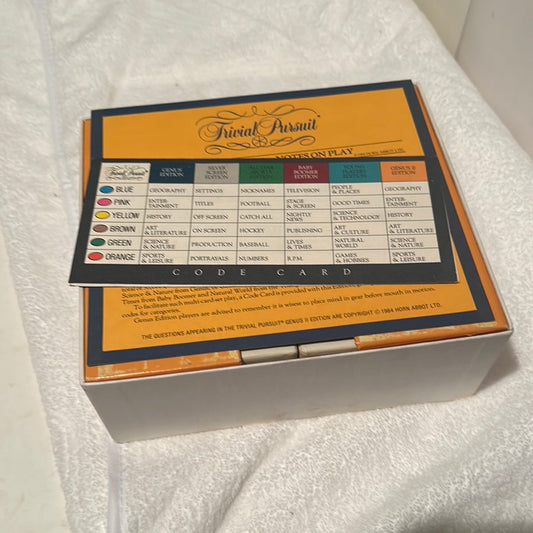 Trivial Pursuit
NOTES ON PLAY
Trivial Pursuit GENUS EDITION SILVER SCREEN EDITION ALL-STAR SPORTS EDITION BABY BOOMER EDITION YOUNG PLAYERS EDITION GENUS II EDITION
BLUE GEOGRAPHY SETTINGS NICKNAMES TELEVISION PEOPLE & PLACES GEOGRAPHY
PINK ENTER- TAINMENT TITLES FOOTBALL STAGE & SCREEN GOOD TIMES ENTER- TAINMENT
YELLOW HISTORY OFF SCREEN CATCH ALL NIGHTLY NEWS SCIENCE & TECHNOLOGY HISTORY
BROWN ART & LITERATURE ON SCREEN HOCKEY PUBLISHING ART & CULTURE ART & LITERATURE
GREEN SCIENCE & NATURE PRODUCTION BASEBALL LIVES & TIMES NATURAL WORLD SCIENCE & NATURE
ORANGE SPORTS & LEISURE PORTRAYALS NUMBERS R.P.M. GAMES & HOBBIES SPORTS & LEISURE
CODE CARD
Science & Nature from Genus
Times from Baby Boomer and Natural World from the
To facilitate such multi-card-set play, a Code Card is provided with this Edition
codes for categories.
Genus Edition players are advised to remember it is wiser to place mind in gear before mouth in motion.
THE QUESTIONS APPEARING IN THE TRIVIAL PURSUIT GENUS II EDITION ARE COPYRIGHT © 1984 HORN ABBOT LTD.